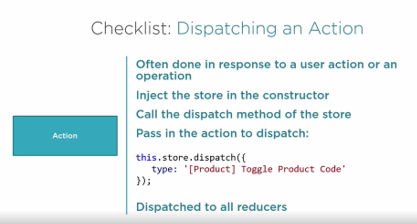 Checklist: Dispatching an Action
Often done in response to a user action or an
operation
Inject the store in the constructor
Call the dispatch method of the store
Action
Pass in the action to dispatch:
this.store.dispatch({
type: '[Product] Toggle Product Code'
});
Dispatched to all reducers